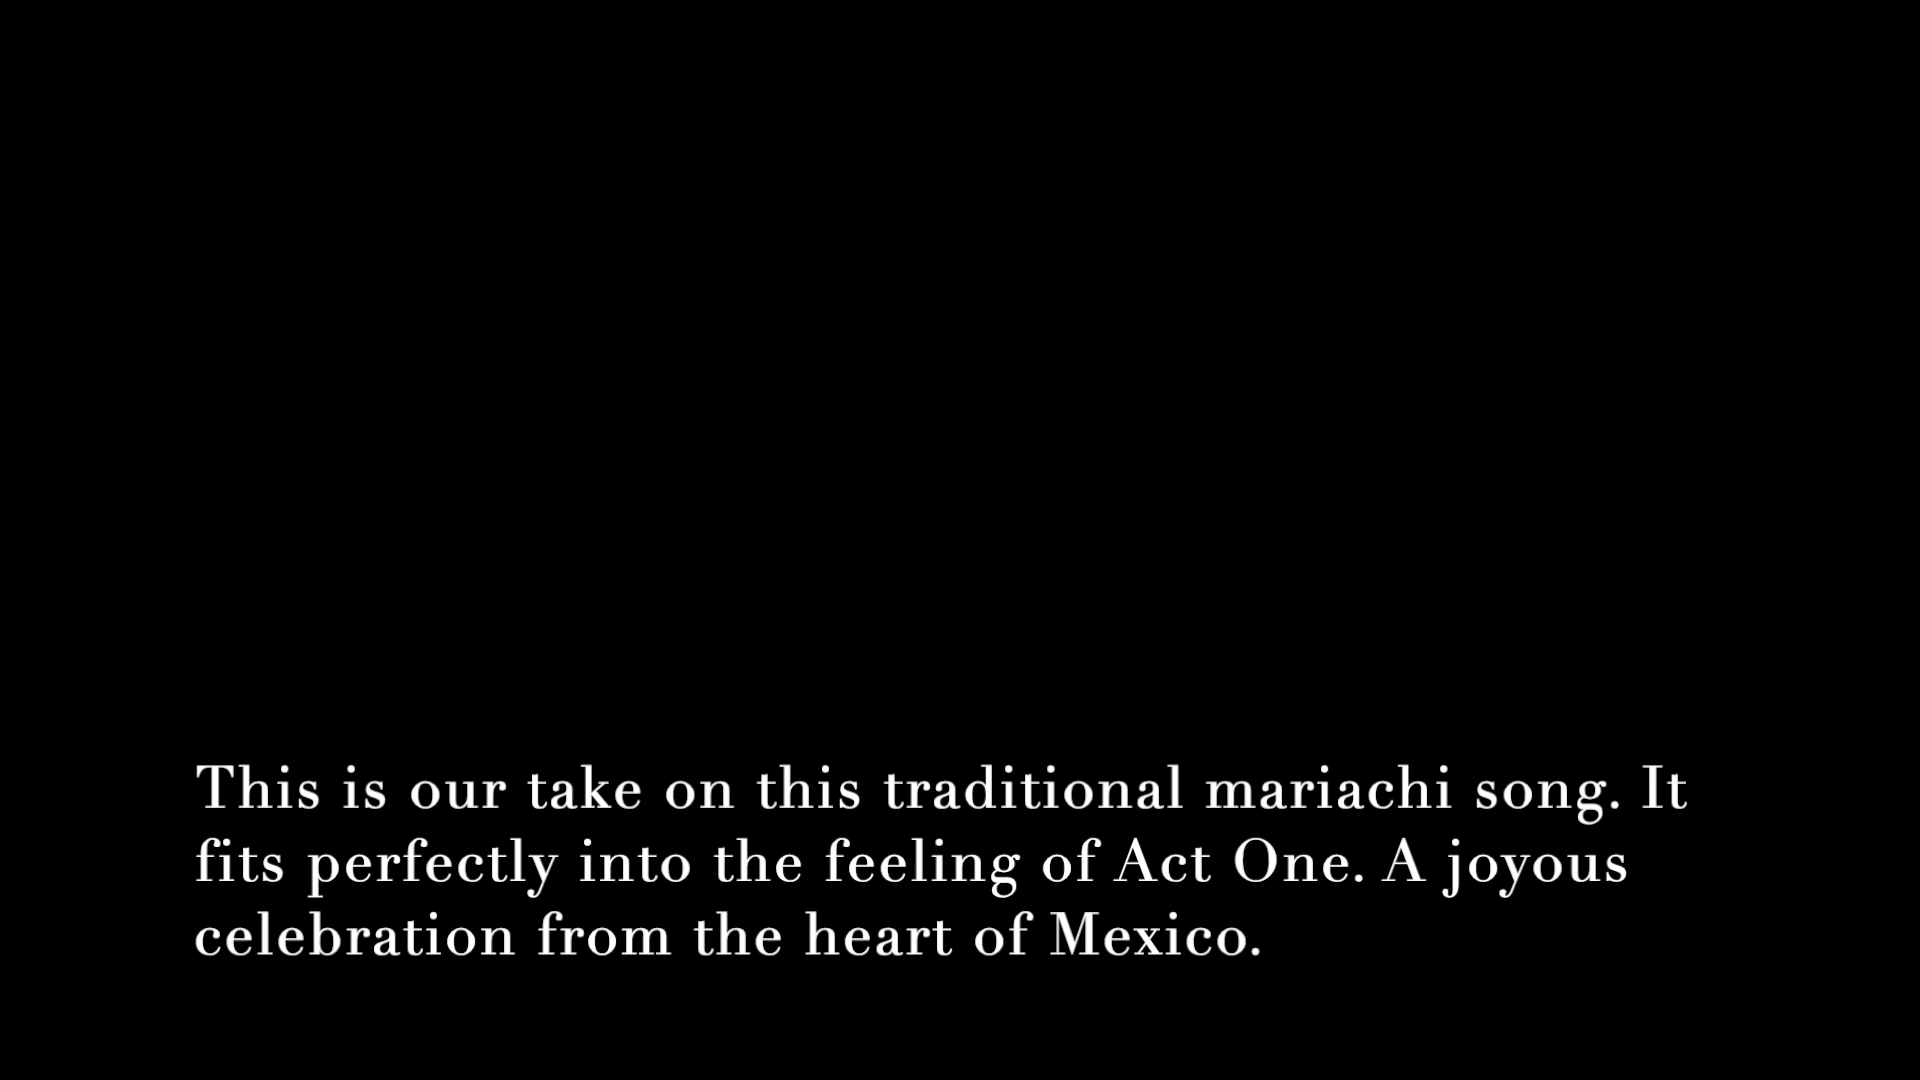 This is our take on this traditional mariachi song. It
fits perfectly into the feeling of Act One. A joyous
celebration from the heart of Mexico.